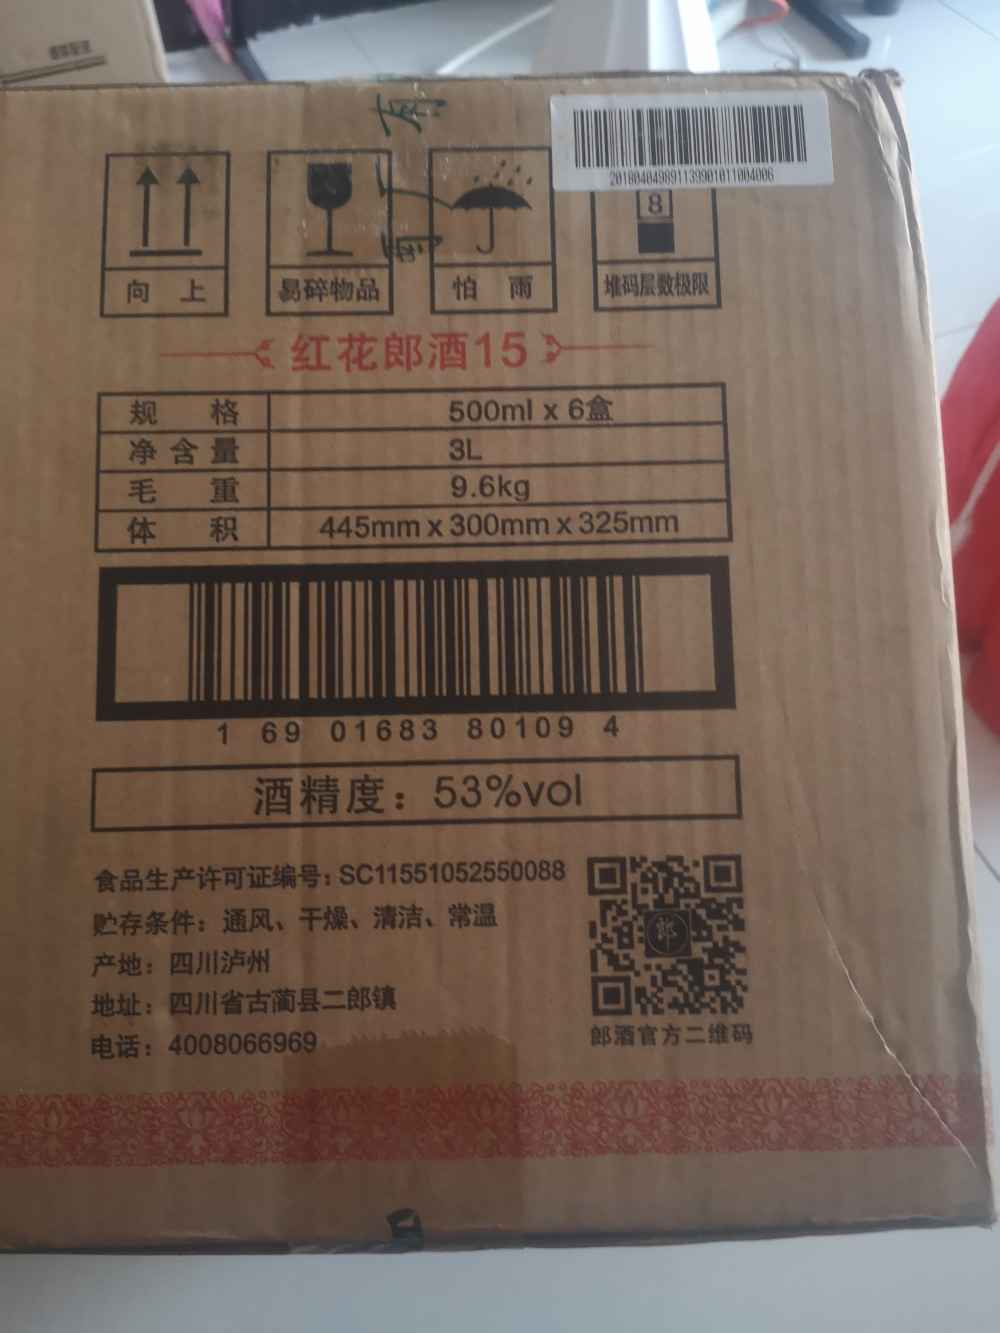 20180404989113990101​1004006
8
向 上
易碎物品
怕 雨
堆码层数极限
红花郎酒15
规 格 500ml x 6盒
净含量 3L
毛 重 9.6kg
体 积 445mm x 300mm x 325mm
1 69 01683 80109 4
酒精度：53%vol
食品生产许可证编号：SC11551052550088
贮存条件：通风、干燥、清洁、常温
产地：四川泸州
地址：四川省古蔺县二郎镇
电话：4008066969
郎
郎酒官方二维码